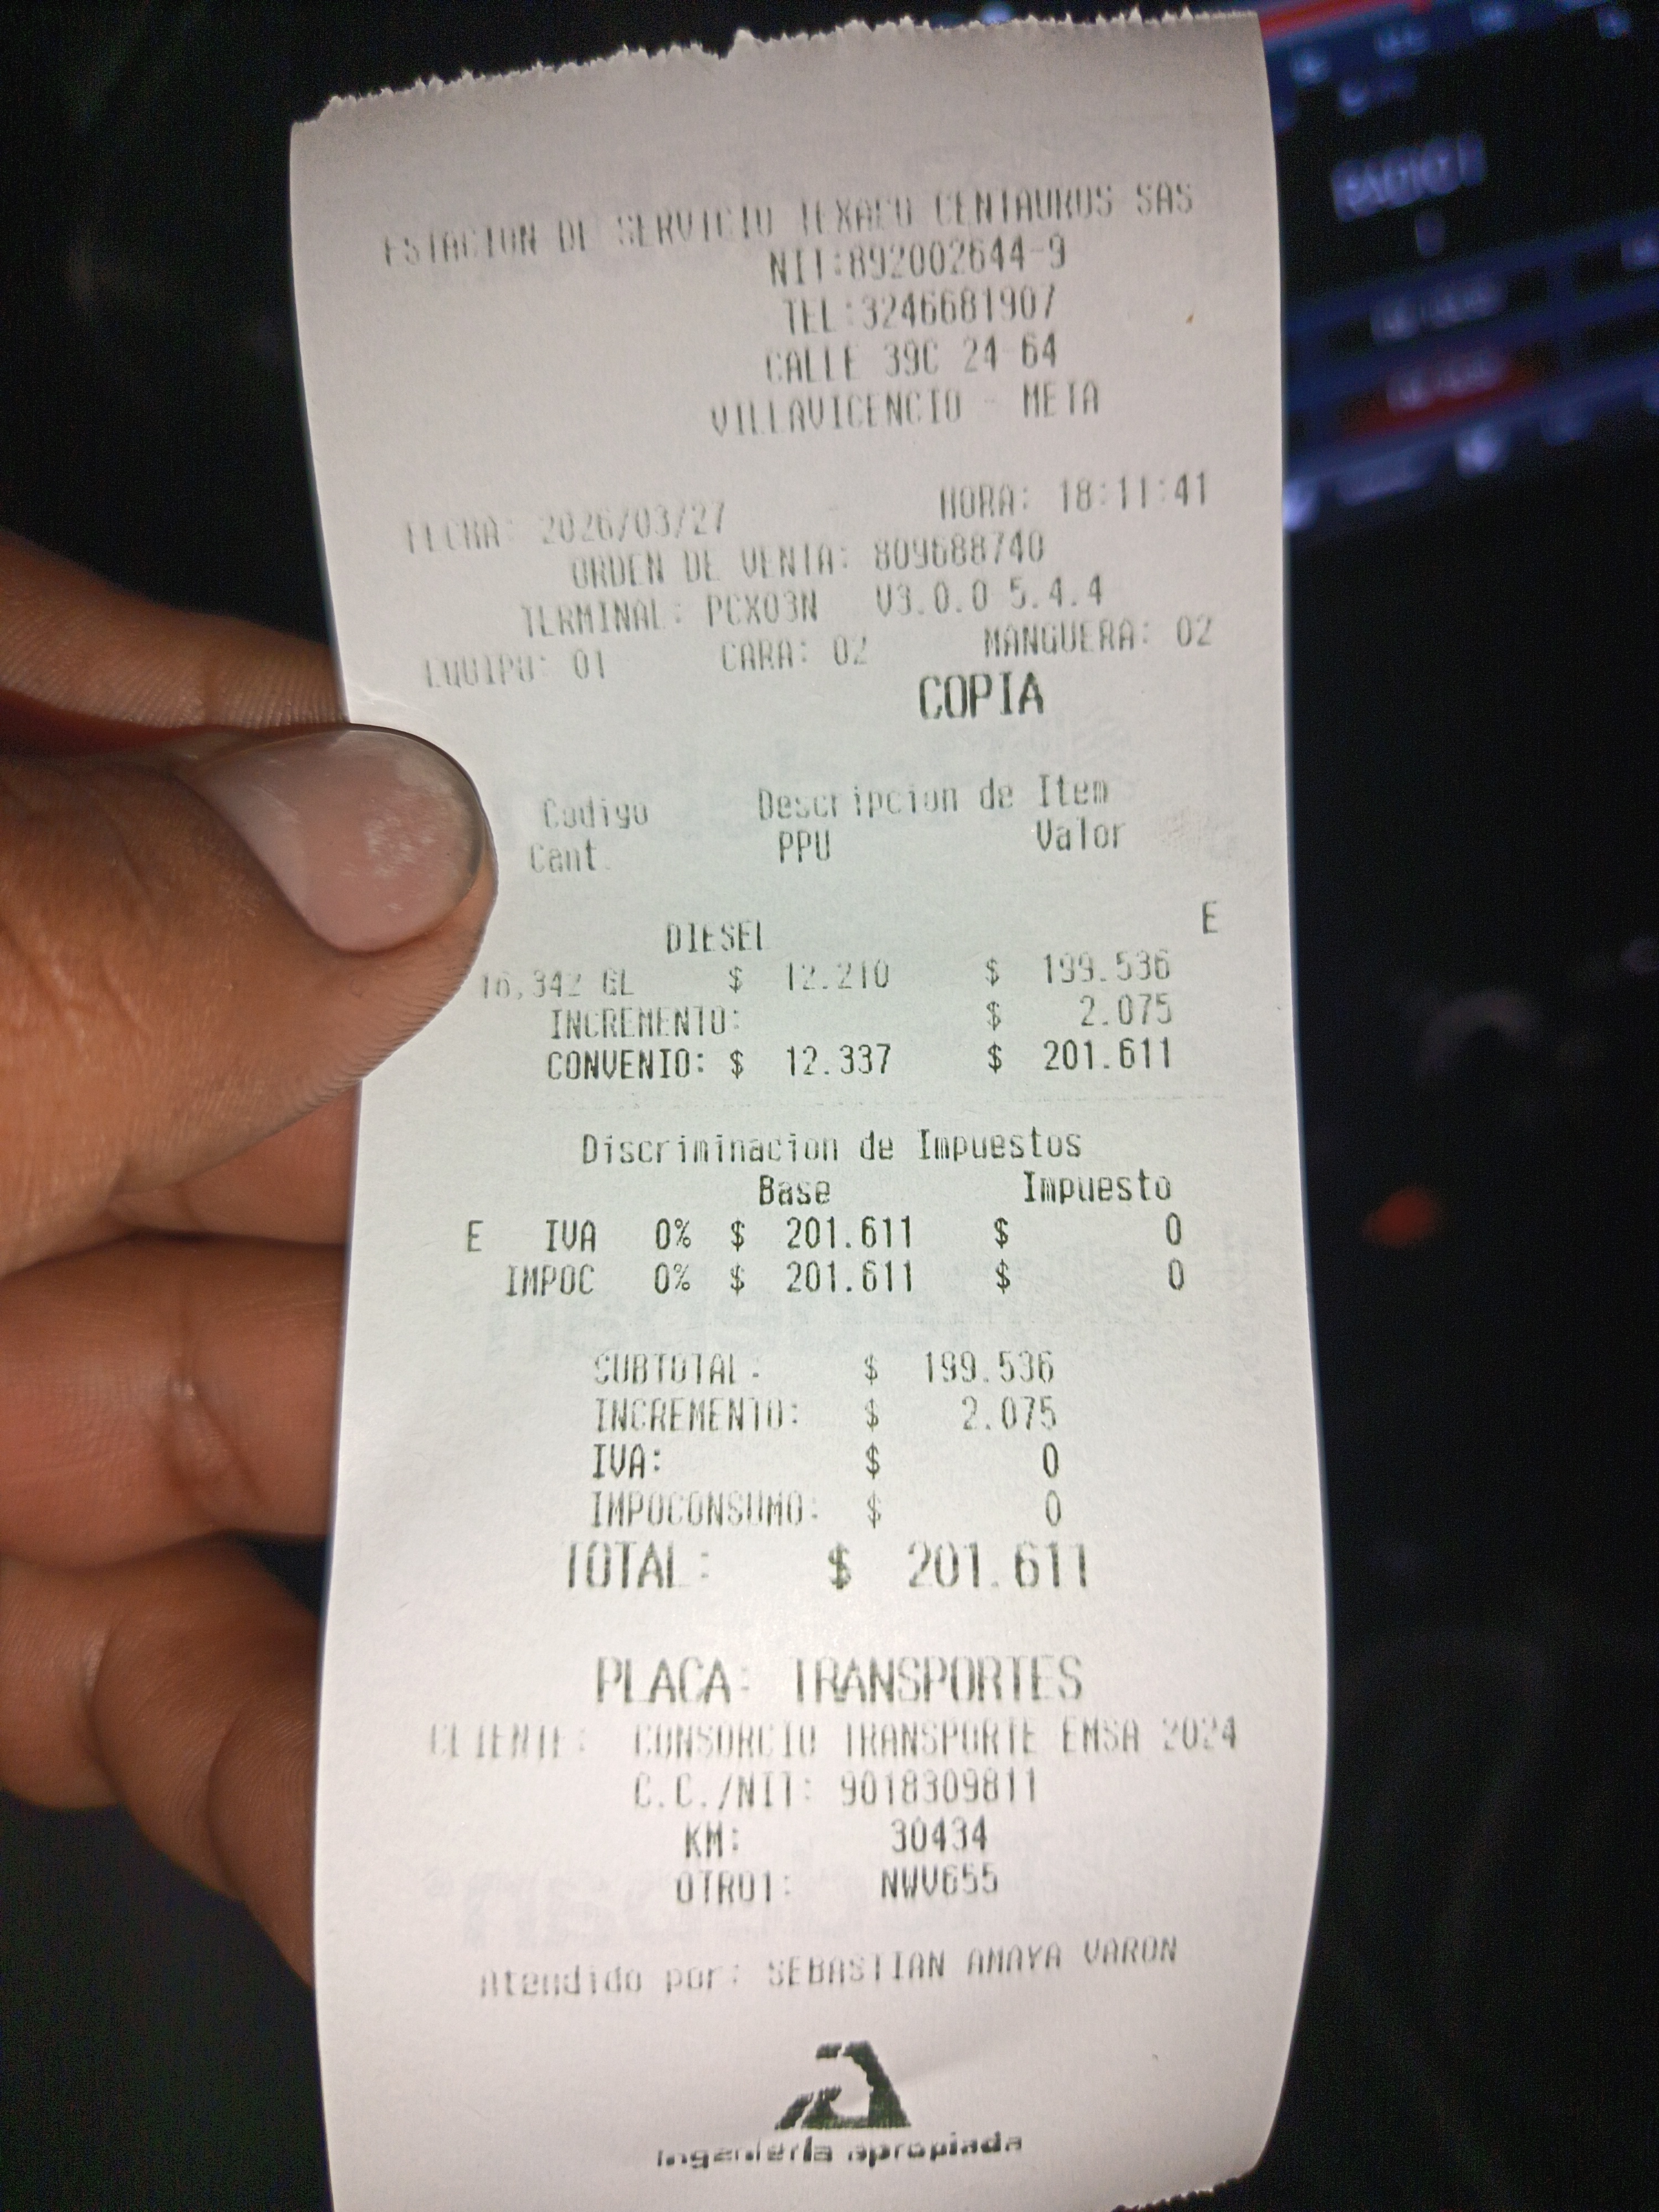 ESTACION DE SERVICIO TEXACO CENTAUROS SAS
NIT:892002644-9
TEL:3246681907
CALLE 39C 24 64
VILLAVICENCIO - META
FECHA: 2026/03/27 HORA: 18:11:41
ORDEN DE VENTA: 809688740
TERMINAL: PCX03N V3.0.0 5.4.4
EQUIPO: 01 CARA: 02 MANGUERA: 02
COPIA
Codigo Descripcion de Item
Cant. PPU Valor
DIESEL E
16,342 GL $ 12.210 $ 199.536
INCREMENTO: $ 2.075
CONVENIO: $ 12.337 $ 201.611
Discriminacion de Impuestos
Base Impuesto
E IVA 0% $ 201.611 $ 0
IMPOC 0% $ 201.611 $ 0
SUBTOTAL: $ 199.536
INCREMENTO: $ 2.075
IVA: $ 0
IMPOCONSUMO: $ 0
TOTAL: $ 201.611
PLACA: TRANSPORTES
CLIENTE: CONSORCIO TRANSPORTE EMSA 2024
C.C./NIT: 9018309811
KM: 30434
OTRO1: NWV655
Atendido por: SEBASTIAN AMAYA VARON
Ingeniería apropiada